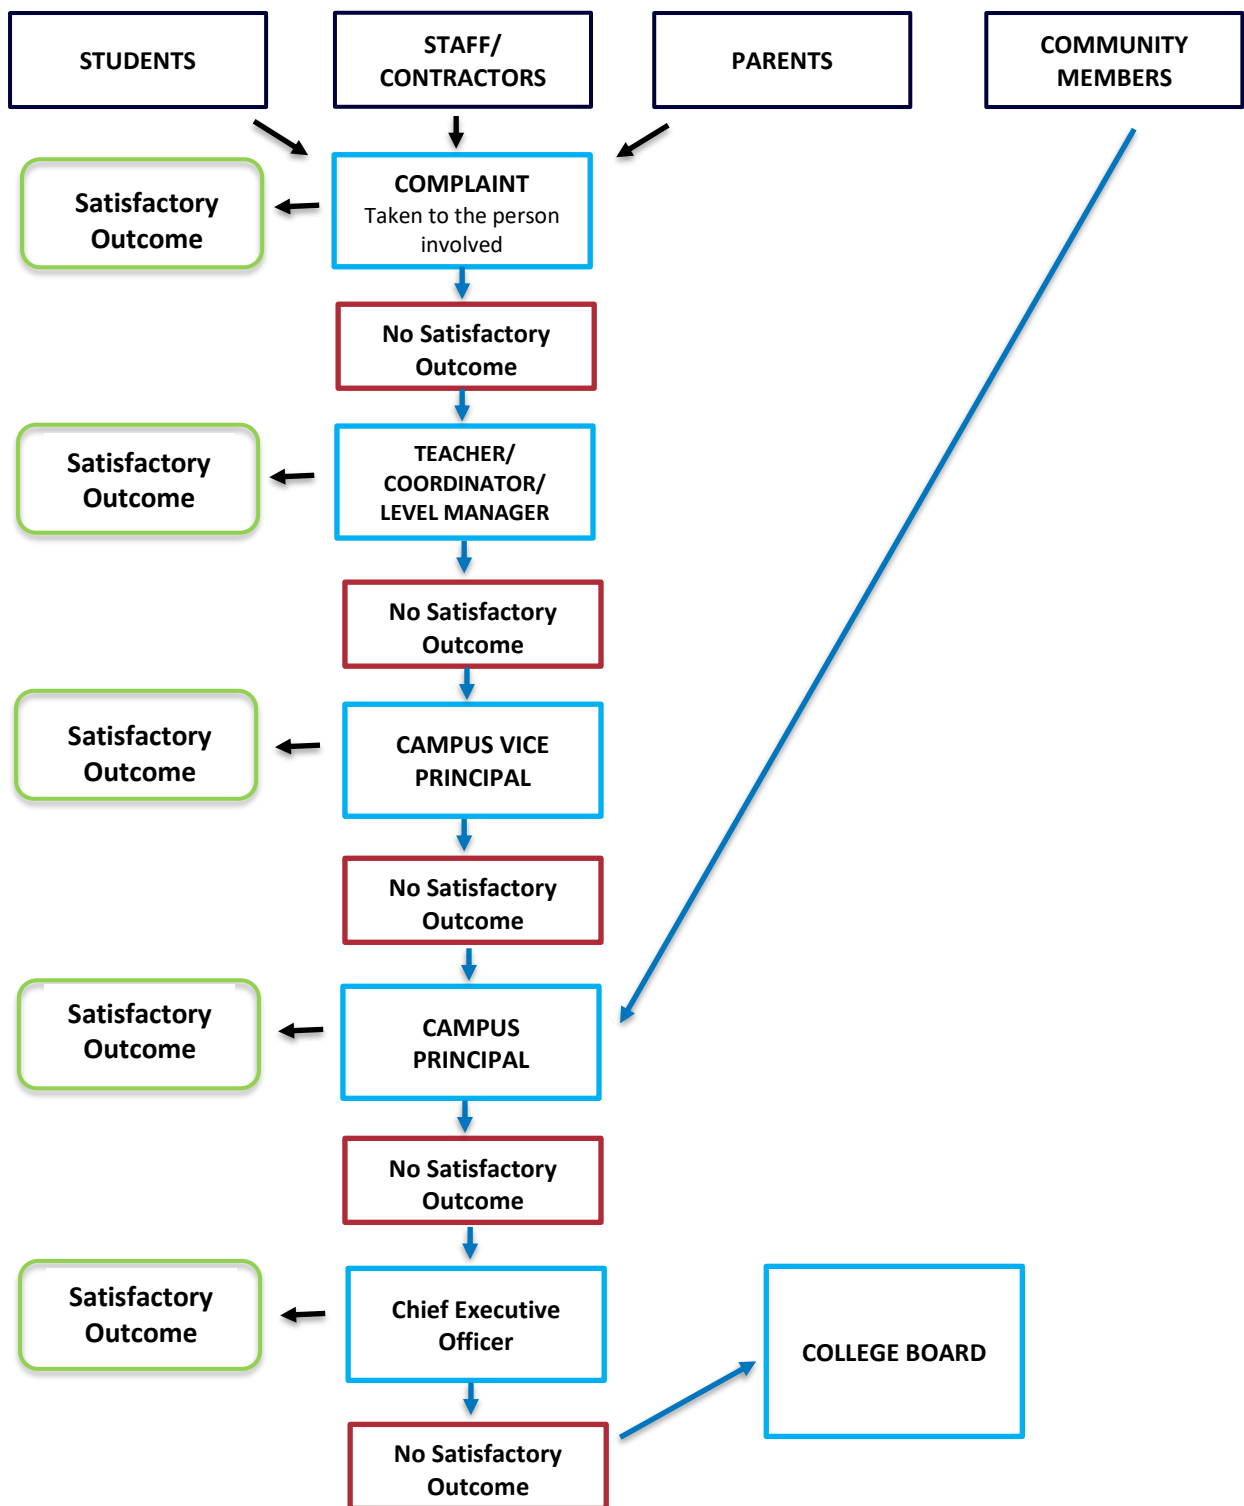 STUDENTS
STAFF/
CONTRACTORS
PARENTS
COMMUNITY
MEMBERS
Satisfactory
Outcome
COMPLAINT
Taken to the person
involved
No Satisfactory
Outcome
Satisfactory
Outcome
TEACHER/
COORDINATOR/
LEVEL MANAGER
No Satisfactory
Outcome
Satisfactory
Outcome
CAMPUS VICE
PRINCIPAL
No Satisfactory
Outcome
Satisfactory
Outcome
CAMPUS
PRINCIPAL
No Satisfactory
Outcome
Satisfactory
Outcome
Chief Executive
Officer
COLLEGE BOARD
No Satisfactory
Outcome